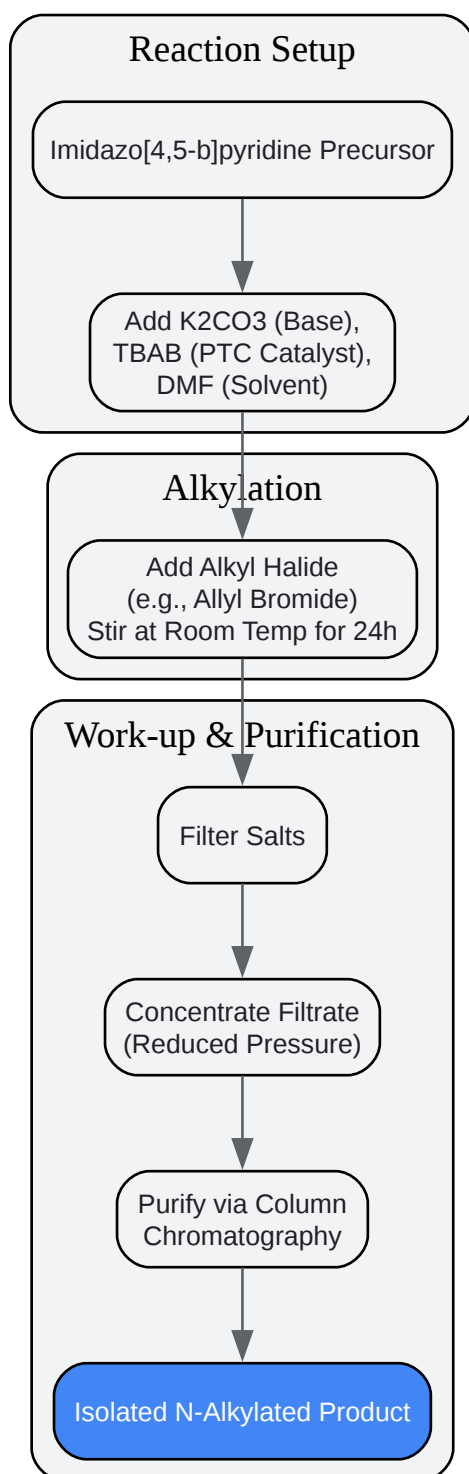 Reaction Setup
Imidazo[4,5-b]pyridine Precursor
Add K2CO3 (Base),
TBAB (PTC Catalyst),
DMF (Solvent)
Alkylation
Add Alkyl Halide
(e.g., Allyl Bromide)
Stir at Room Temp for 24h
Work-up & Purification
Filter Salts
Concentrate Filtrate
(Reduced Pressure)
Purify via Column
Chromatography
Isolated N-Alkylated Product